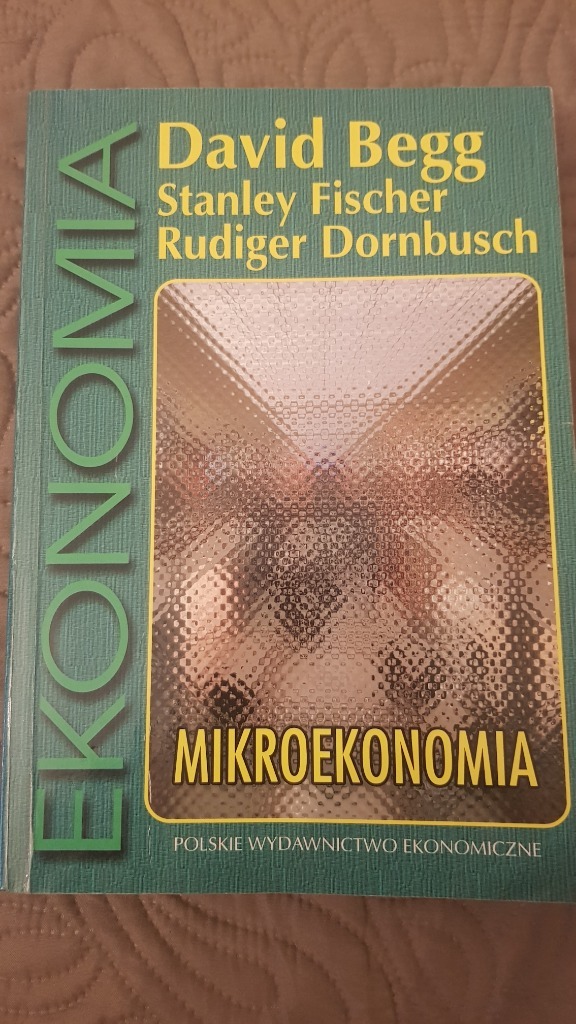 EKONOMIA
David Begg
Stanley Fischer
Rudiger Dornbusch
MIKROEKONOMIA
POLSKIE WYDAWNICTWO EKONOMICZNE